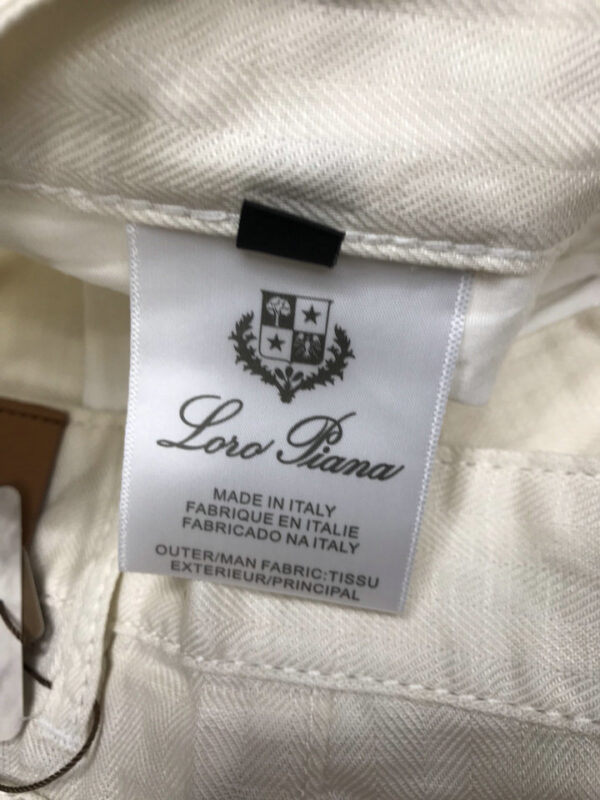 Loro Piana
MADE IN ITALY
FABRIQUE EN ITALIE
FABRICADO NA ITALY
OUTER/MAN FABRIC:TISSU
EXTERIEUR/PRINCIPAL